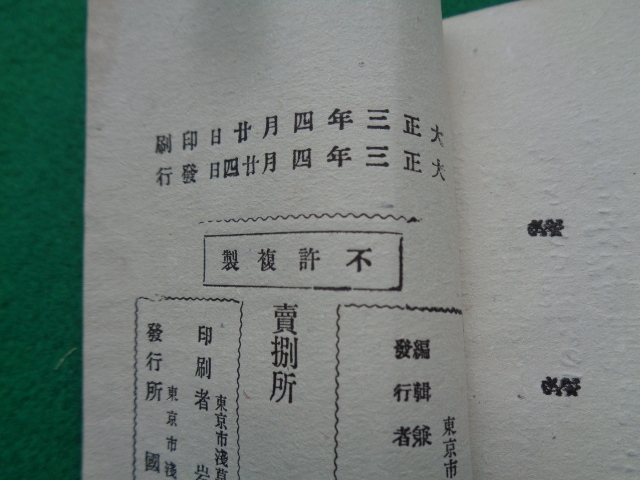 大正三年四月廿日印刷
大正三年四月廿四日發行
不許複製
東京市
編輯兼
發行者
賣捌所
東京市淺草
印刷者 岩
東京市淺
發行所 國